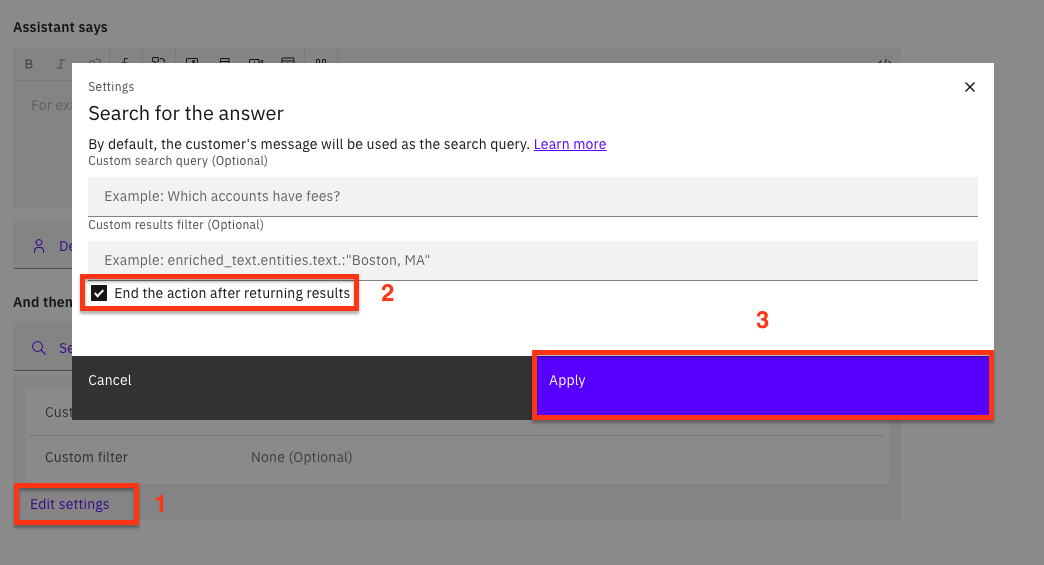 Assistant says
B I
For exa
Settings
Search for the answer
By default, the customer's message will be used as the search query. Learn more
Custom search query (Optional)
Example: Which accounts have fees?
Custom results filter (Optional)
Example: enriched_text.entities.text.:"Boston, MA"
De
End the action after returning results
2
And then
3
Se
Cancel
Apply
Cust
Custom filter
None (Optional)
Edit settings
1